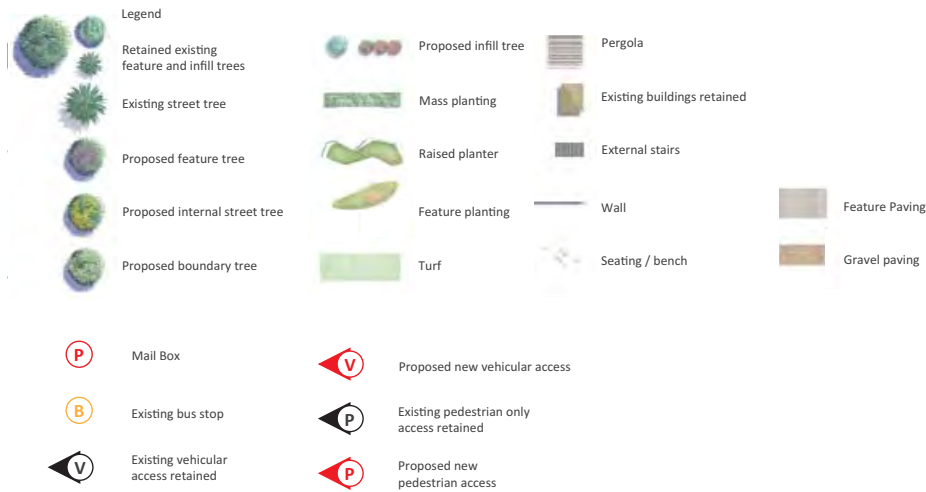 Legend
Retained existing
feature and infill trees
Existing street tree
Proposed feature tree
Proposed internal street tree
Proposed boundary tree
Proposed infill tree
Mass planting
Raised planter
Feature planting
Turf
Pergola
Existing buildings retained
External stairs
Wall
Seating / bench
Feature Paving
Gravel paving
P
Mail Box
B
Existing bus stop
V
Existing vehicular
access retained
V
Proposed new vehicular access
P
Existing pedestrian only
access retained
P
Proposed new
pedestrian access